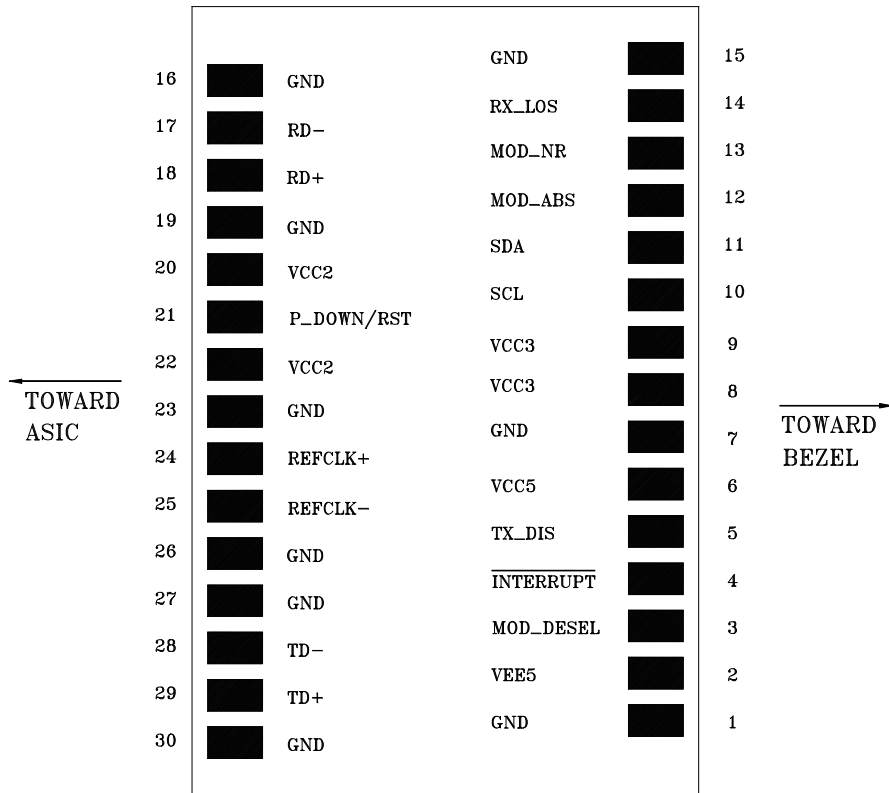 GND 15
16 GND
RX_LOS 14
17 RD-
MOD_NR 13
18 RD+
MOD_ABS 12
19 GND
SDA 11
20 VCC2
SCL 10
21 P_DOWN/RST
VCC3 9
22 VCC2
VCC3 8
TOWARD
ASIC
23 GND
GND 7
TOWARD
BEZEL
24 REFCLK+
VCC5 6
25 REFCLK-
TX_DIS 5
26 GND
INTERRUPT 4
27 GND
MOD_DESEL 3
28 TD-
VEE5 2
29 TD+
GND 1
30 GND